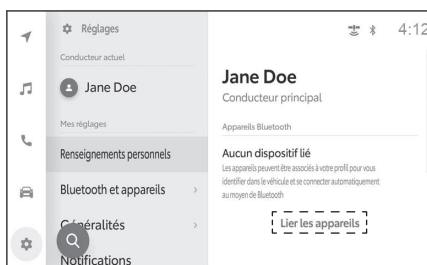 Réglages
4:12
Conducteur actuel
Jane Doe
Mes réglages
Renseignements personnels
Bluetooth et appareils
Généralités
Notifications
Jane Doe
Conducteur principal
Appareils Bluetooth
Aucun dispositif lié
Les appareils peuvent être associés à votre profil pour vous
identifier dans le véhicule et se connecter automatiquement
au moyen de Bluetooth
Lier les appareils